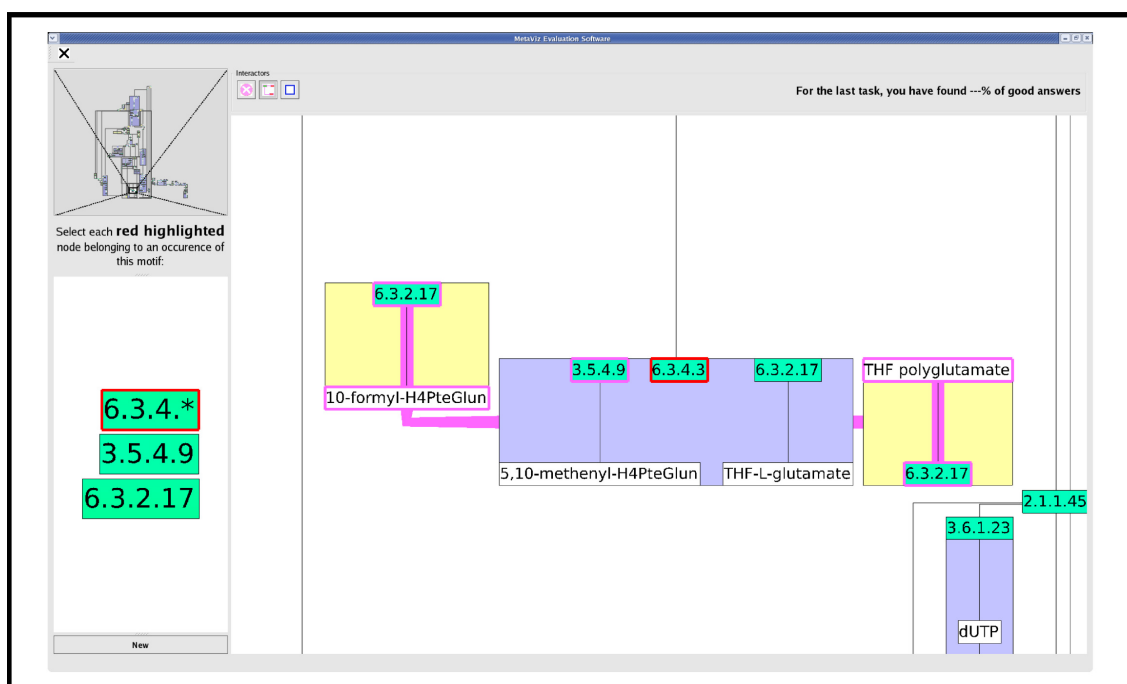 MetaViz Evaluation Software
Interactors
For the last task, you have found ---% of good answers
Select each red highlighted
node belonging to an occurence of
this motif:
6.3.4.*
3.5.4.9
6.3.2.17
New
6.3.2.17
10-formyl-H4PteGlun
3.5.4.9
6.3.4.3
6.3.2.17
5,10-methenyl-H4PteGlun
THF-L-glutamate
THF polyglutamate
6.3.2.17
2.1.1.45
3.6.1.23
dUTP